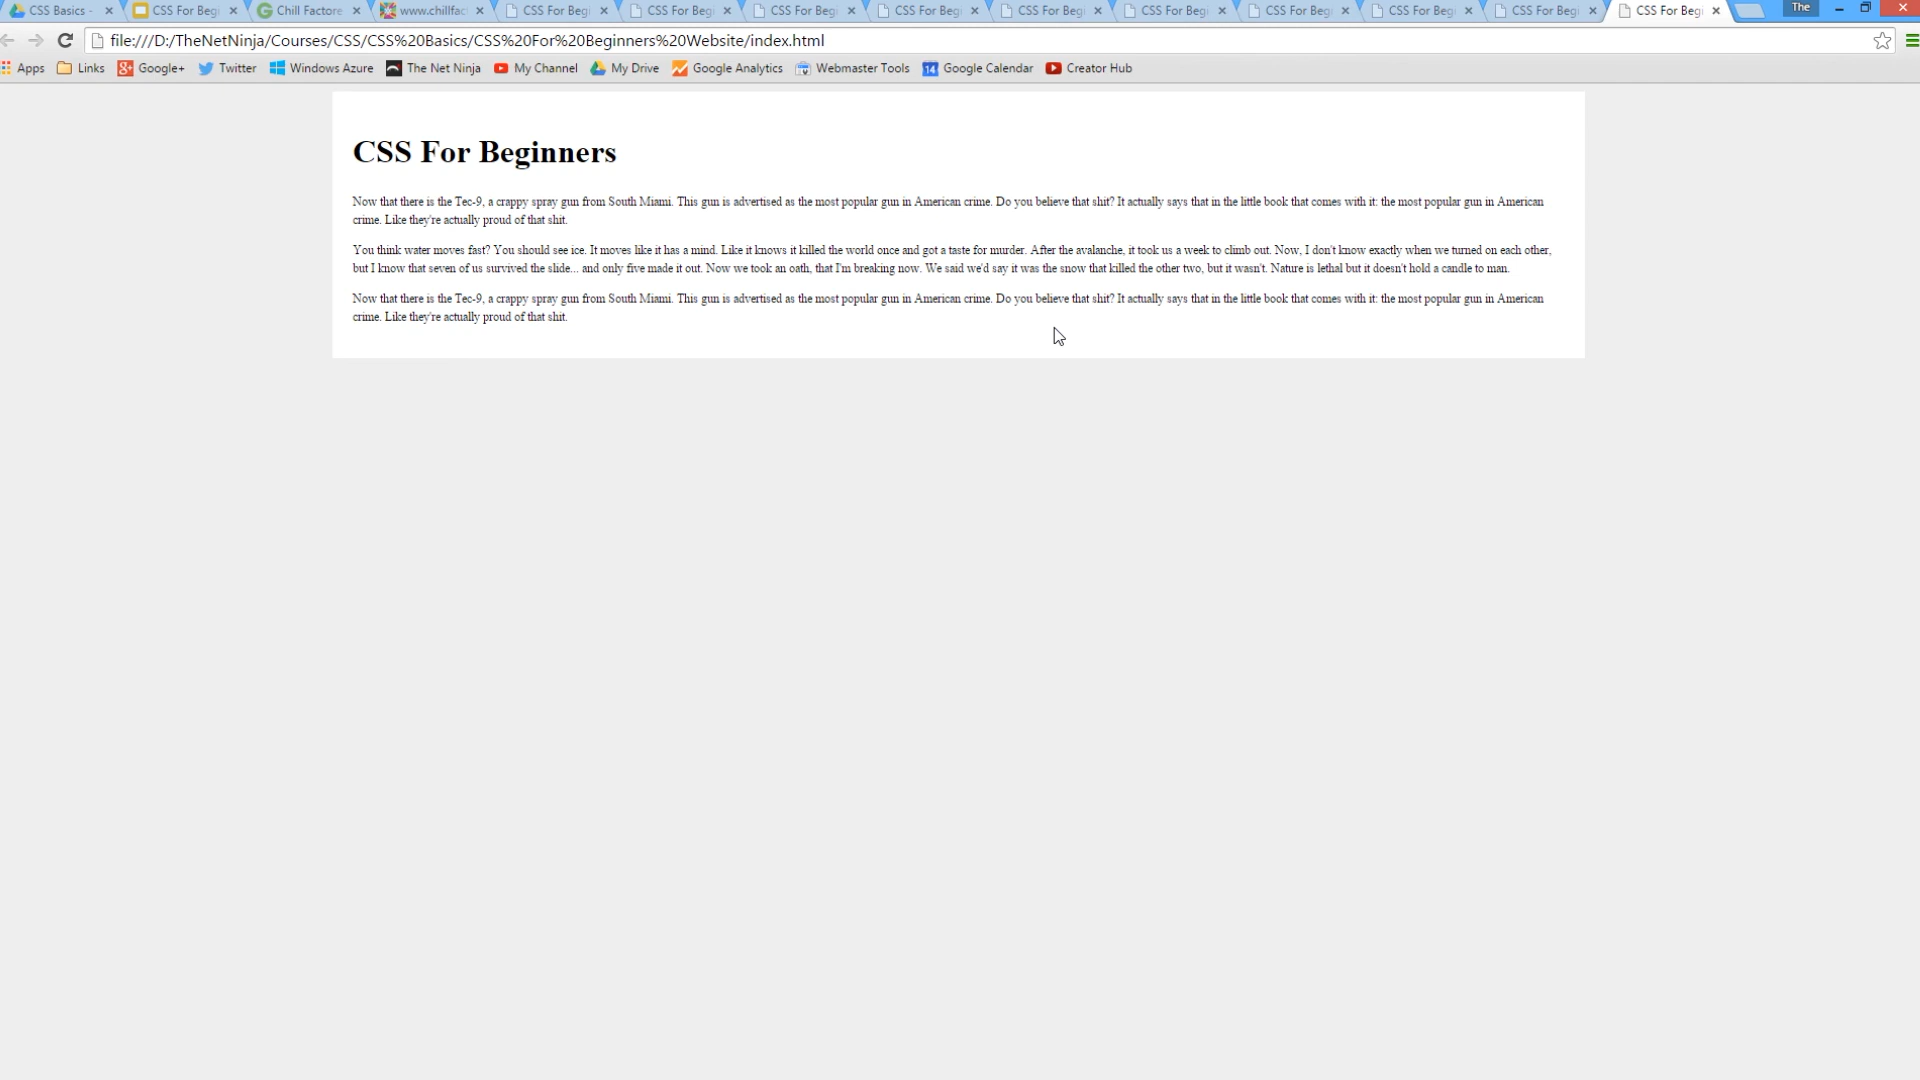 CSS Basics -
CSS For Begi
Chill Factore
www.chillfac
CSS For Begi
CSS For Begi
CSS For Begi
CSS For Begi
CSS For Begi
CSS For Begi
CSS For Begi
CSS For Begi
CSS For Begi
CSS For Begi
The
file:///D:/TheNetNinja/Courses/CSS/CSS%20Basics/CSS%20For%20Beginners%20Website/index.html
Apps
Links
Google+
Twitter
Windows Azure
The Net Ninja
My Channel
My Drive
Google Analytics
Webmaster Tools
14
Google Calendar
Creator Hub
CSS For Beginners
Now that there is the Tec-9, a crappy spray gun from South Miami. This gun is advertised as the most popular gun in American crime. Do you believe that shit? It actually says that in the little book that comes with it: the most popular gun in American
crime. Like they're actually proud of that shit.
You think water moves fast? You should see ice. It moves like it has a mind. Like it knows it killed the world once and got a taste for murder. After the avalanche, it took us a week to climb out. Now, I don't know exactly when we turned on each other,
but I know that seven of us survived the slide... and only five made it out. Now we took an oath, that I'm breaking now. We said we'd say it was the snow that killed the other two, but it wasn't. Nature is lethal but it doesn't hold a candle to man.
Now that there is the Tec-9, a crappy spray gun from South Miami. This gun is advertised as the most popular gun in American crime. Do you believe that shit? It actually says that in the little book that comes with it: the most popular gun in American
crime. Like they're actually proud of that shit.